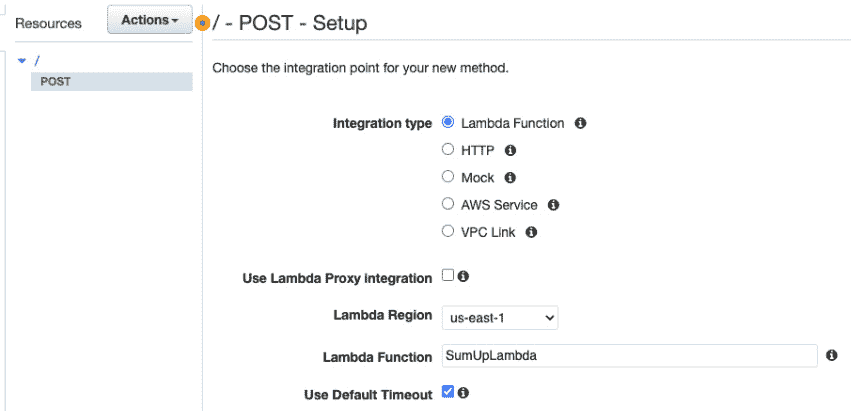 Resources
Actions
/
POST
/ - POST - Setup
Choose the integration point for your new method.
Integration type
Lambda Function
HTTP
Mock
AWS Service
VPC Link
Use Lambda Proxy integration
Lambda Region
us-east-1
Lambda Function
SumUpLambda
Use Default Timeout